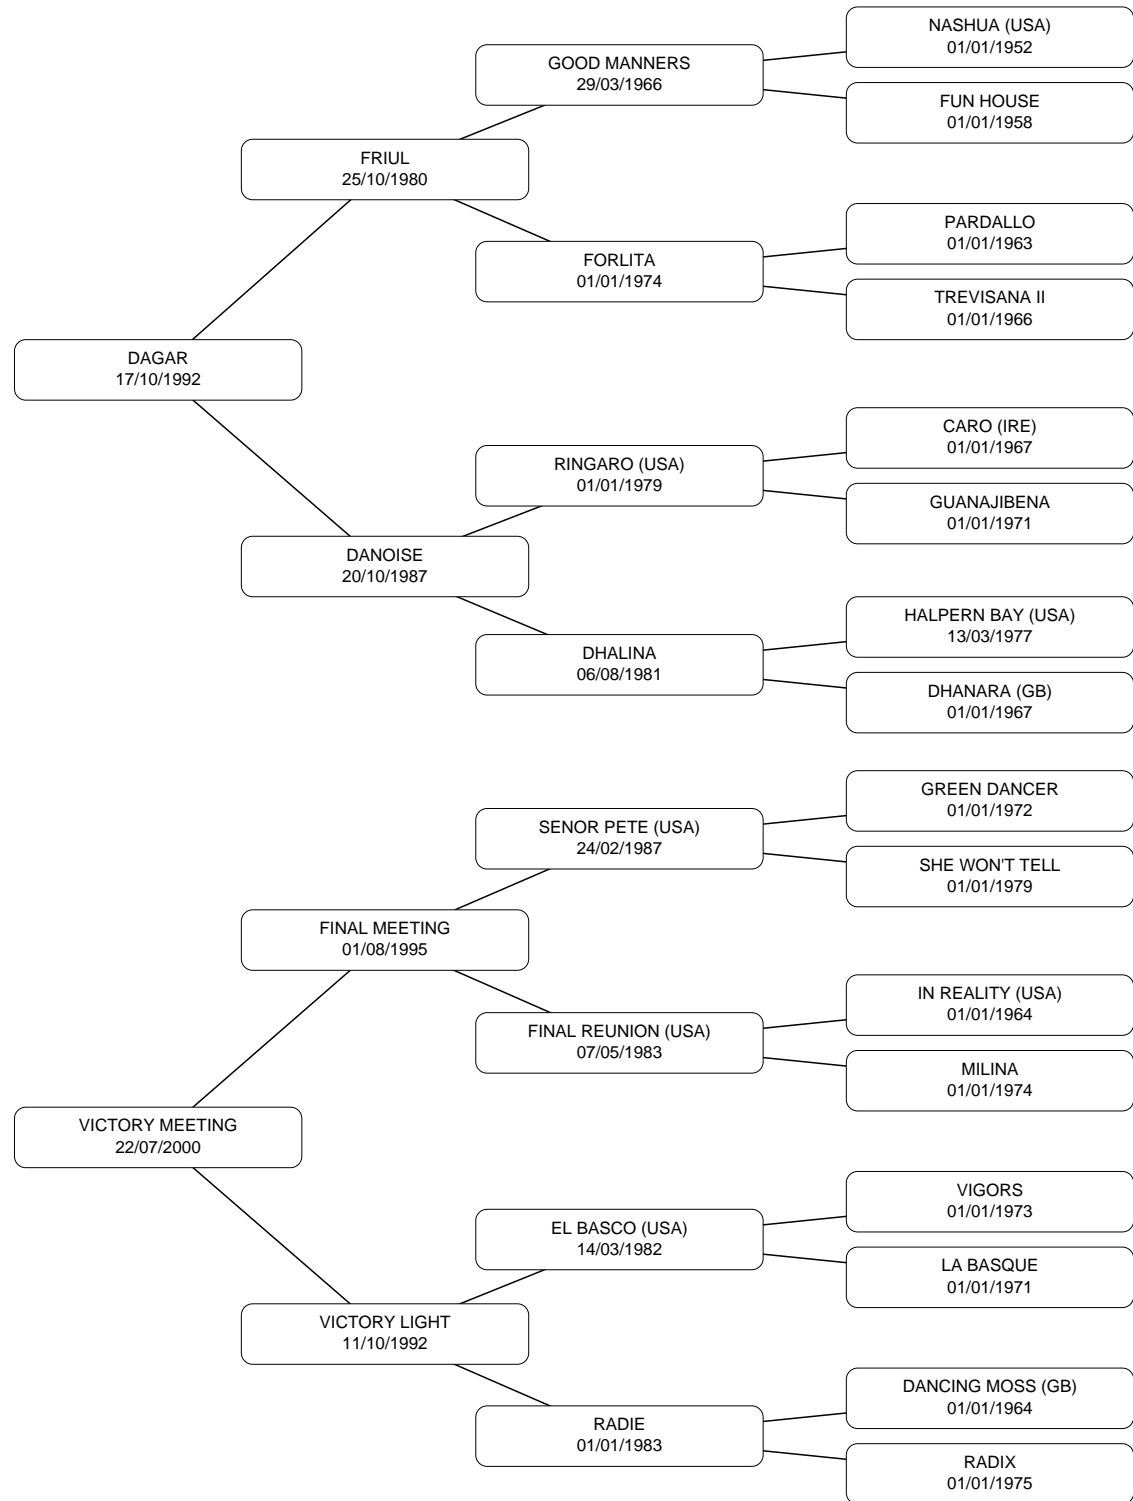 NASHUA (USA)
01/01/1952
GOOD MANNERS
29/03/1966
FUN HOUSE
01/01/1958
FRIUL
25/10/1980
PARDALLO
01/01/1963
FORLITA
01/01/1974
TREVISANA II
01/01/1966
DAGAR
17/10/1992
CARO (IRE)
01/01/1967
RINGARO (USA)
01/01/1979
GUANAJIBENA
01/01/1971
DANOISE
20/10/1987
HALPERN BAY (USA)
13/03/1977
DHALINA
06/08/1981
DHANARA (GB)
01/01/1967
GREEN DANCER
01/01/1972
SENOR PETE (USA)
24/02/1987
SHE WON'T TELL
01/01/1979
FINAL MEETING
01/08/1995
IN REALITY (USA)
01/01/1964
FINAL REUNION (USA)
07/05/1983
MILINA
01/01/1974
VICTORY MEETING
22/07/2000
VIGORS
01/01/1973
EL BASCO (USA)
14/03/1982
LA BASQUE
01/01/1971
VICTORY LIGHT
11/10/1992
DANCING MOSS (GB)
01/01/1964
RADIE
01/01/1983
RADIX
01/01/1975